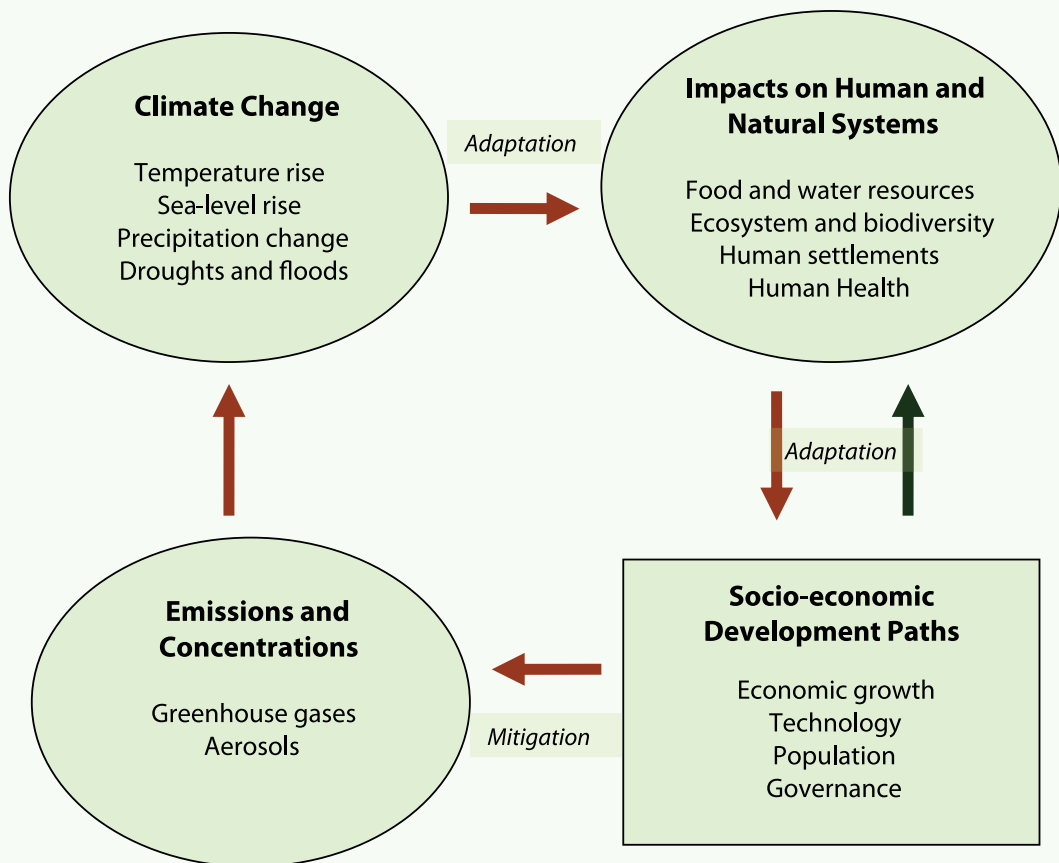 Climate Change
Temperature rise
Sea-level rise
Precipitation change
Droughts and floods
Adaptation
Impacts on Human and
Natural Systems
Food and water resources
Ecosystem and biodiversity
Human settlements
Human Health
Adaptation
Emissions and
Concentrations
Greenhouse gases
Aerosols
Mitigation
Socio-economic
Development Paths
Economic growth
Technology
Population
Governance